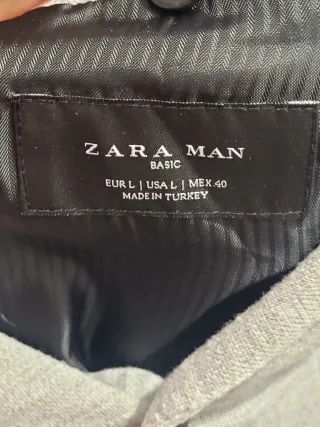 ZARA MAN
BASIC
EUR L | USA L | MEX 40
MADE IN TURKEY